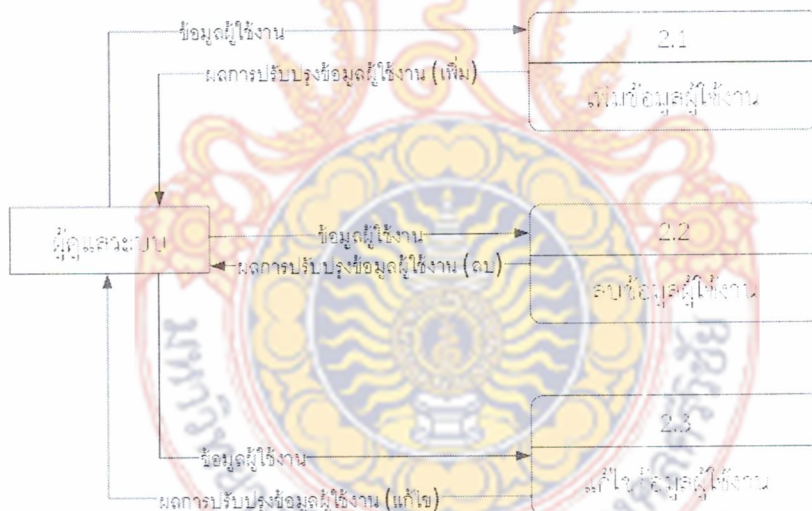 ข้อมูลผู้ใช้งาน
2.1
ผลการปรับปรุงข้อมูลผู้ใช้งาน (เพิ่ม)
เพิ่มข้อมูลผู้ใช้งาน
ผู้ดูแลระบบ
ข้อมูลผู้ใช้งาน
2.2
ผลการปรับปรุงข้อมูลผู้ใช้งาน (ลบ)
ลบข้อมูลผู้ใช้งาน
2.3
ข้อมูลผู้ใช้งาน
แก้ไขข้อมูลผู้ใช้งาน
ผลการปรับปรุงข้อมูลผู้ใช้งาน (แก้ไข)